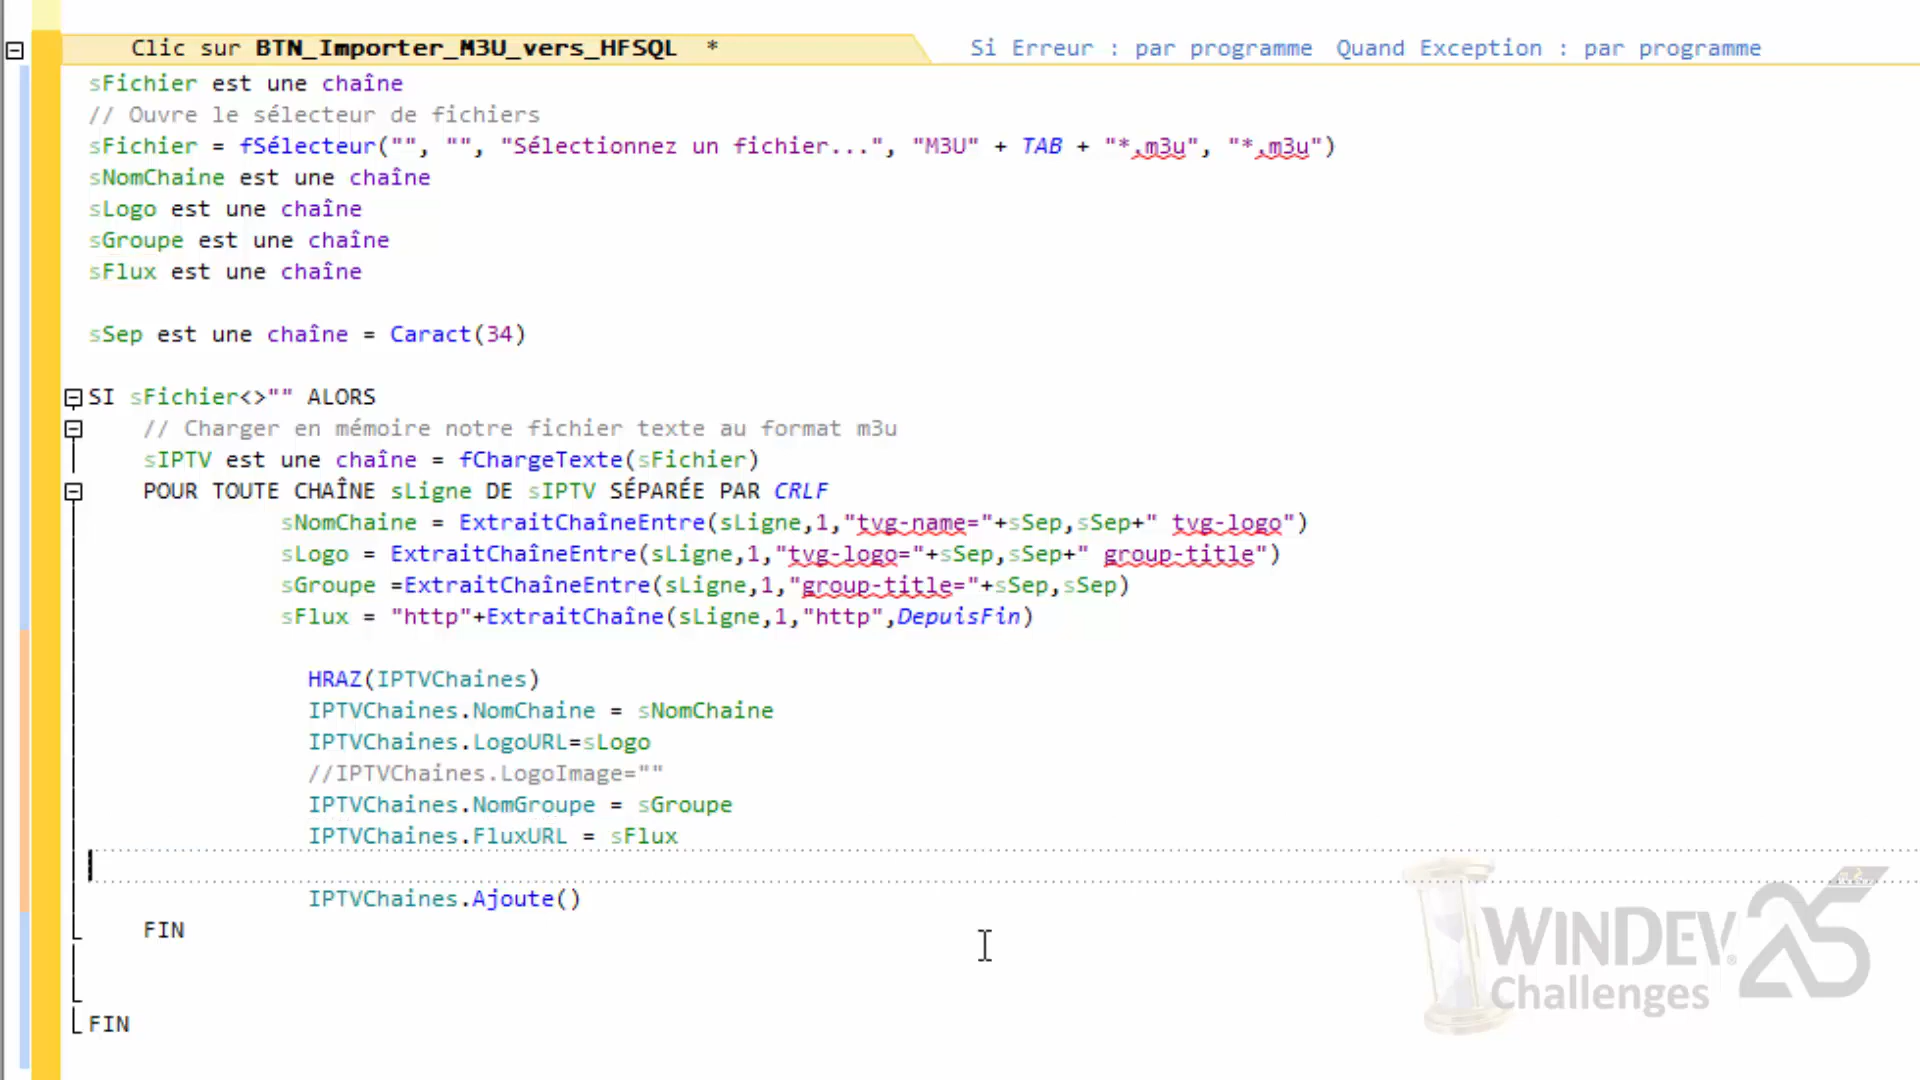 Clic sur BTN_Importer_M3U_vers_HFSQL *
Si Erreur : par programme Quand Exception : par programme
sFichier est une chaîne
// Ouvre le sélecteur de fichiers
sFichier = fSélecteur("", "", "Sélectionnez un fichier...", "M3U" + TAB + "*.m3u", "*.m3u")
sNomChaine est une chaîne
sLogo est une chaîne
sGroupe est une chaîne
sFlux est une chaîne
sSep est une chaîne = Caract(34)
SI sFichier<>"" ALORS
// Charger en mémoire notre fichier texte au format m3u
sIPTV est une chaîne = fChargeTexte(sFichier)
POUR TOUTE CHAÎNE sLigne DE sIPTV SÉPARÉE PAR CRLF
sNomChaine = ExtraitChaîneEntre(sLigne,1,"tvg-name="+sSep,sSep+" tvg-logo")
sLogo = ExtraitChaîneEntre(sLigne,1,"tvg-logo="+sSep,sSep+" group-title")
sGroupe =ExtraitChaîneEntre(sLigne,1,"group-title="+sSep,sSep)
sFlux = "http"+ExtraitChaîne(sLigne,1,"http",DepuisFin)
HRAZ(IPTVChaines)
IPTVChaines.NomChaine = sNomChaine
IPTVChaines.LogoURL=sLogo
//IPTVChaines.LogoImage=""
IPTVChaines.NomGroupe = sGroupe
IPTVChaines.FluxURL = sFlux
IPTVChaines.Ajoute()
FIN
FIN
WINDEV® 25
Challenges